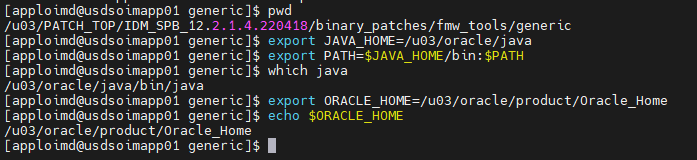 [apploimd@usdsoimapp01 generic]$ pwd
/u03/PATCH_TOP/IDM_SPB_12.2.1.4.220418/binary_patches/fmw_tools/generic
[apploimd@usdsoimapp01 generic]$ export JAVA_HOME=/u03/oracle/java
[apploimd@usdsoimapp01 generic]$ export PATH=$JAVA_HOME/bin:$PATH
[apploimd@usdsoimapp01 generic]$ which java
/u03/oracle/java/bin/java
[apploimd@usdsoimapp01 generic]$ export ORACLE_HOME=/u03/oracle/product/Oracle_Home
[apploimd@usdsoimapp01 generic]$ echo $ORACLE_HOME
/u03/oracle/product/Oracle_Home
[apploimd@usdsoimapp01 generic]$